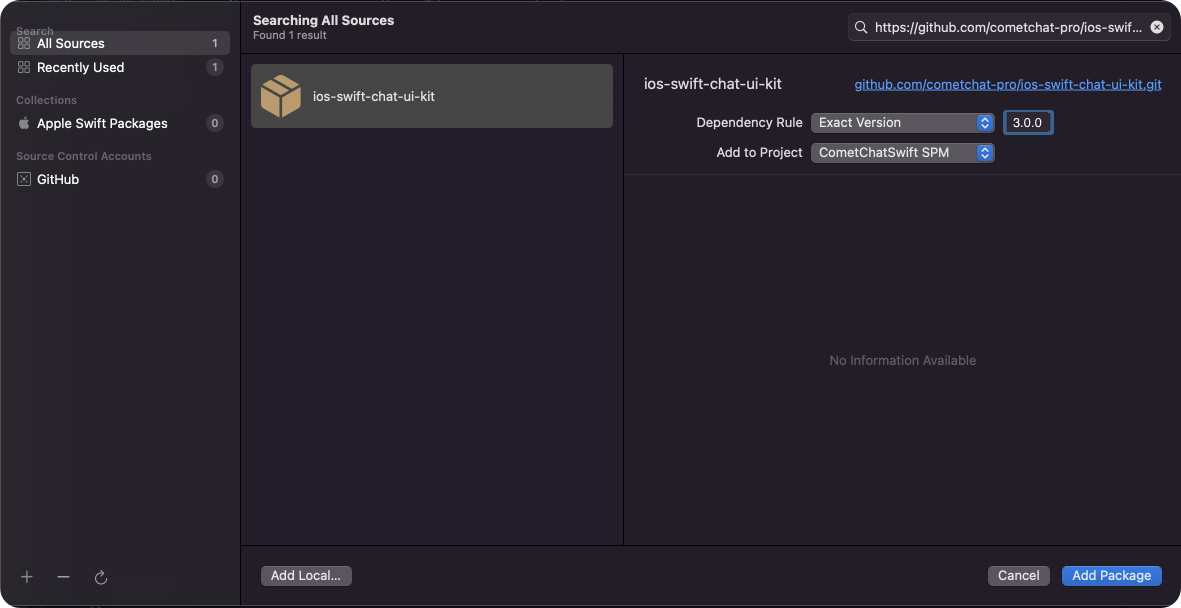 Search
All Sources 1
Recently Used 1
Collections
Apple Swift Packages 0
Source Control Accounts
GitHub 0
Searching All Sources
Found 1 result
https://github.com/cometchat-pro/ios-swif...
ios-swift-chat-ui-kit
ios-swift-chat-ui-kit github.com/cometchat-pro/ios-swift-chat-ui-kit.git
Dependency Rule Exact Version 3.0.0
Add to Project CometChatSwift SPM
No Information Available
Add Local...
Cancel
Add Package